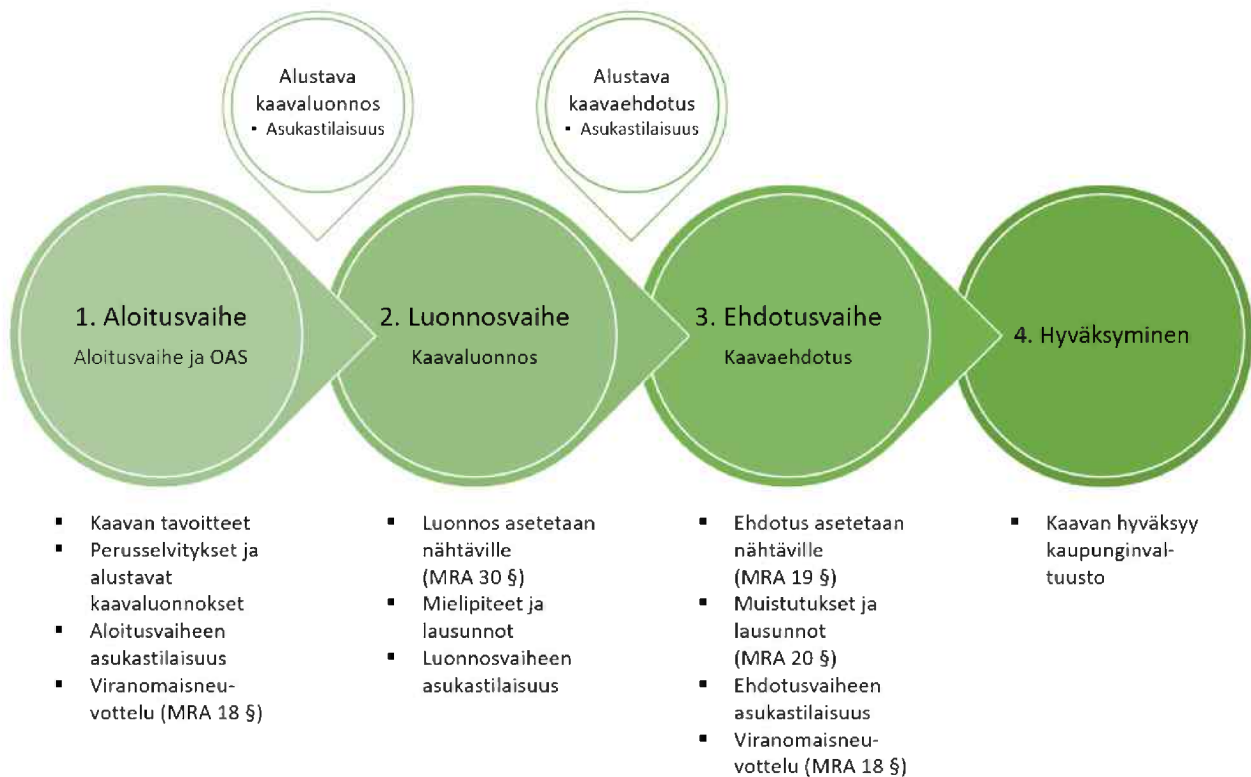 Alustava
kaavaluonnos
▪ Asukastilaisuus
Alustava
kaavaehdotus
▪ Asukastilaisuus
1. Aloitusvaihe
Aloitusvaihe ja OAS
2. Luonnosvaihe
Kaavaluonnos
3. Ehdotusvaihe
Kaavaehdotus
4. Hyväksyminen
▪ Kaavan tavoitteet
▪ Perusselvitykset ja
alustavat
kaavaluonnokset
▪ Aloitusvaiheen
asukastilaisuus
▪ Viranomaisneu-
vottelu (MRA 18 §)
▪ Luonnos asetetaan
nähtäville
(MRA 30 §)
▪ Mielipiteet ja
lausunnot
▪ Luonnosvaiheen
asukastilaisuus
▪ Ehdotus asetetaan
nähtäville
(MRA 19 §)
▪ Muistutukset ja
lausunnot
(MRA 20 §)
▪ Ehdotusvaiheen
asukastilaisuus
▪ Viranomaisneu-
vottelu (MRA 18 §)
▪ Kaavan hyväksyy
kaupunginval-
tuusto